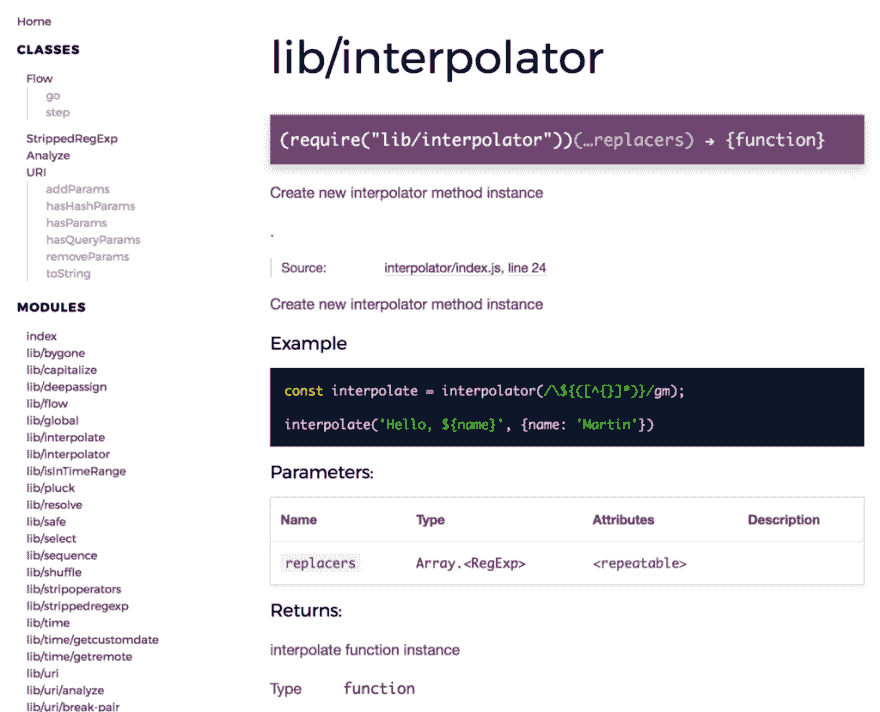 Home
CLASSES
Flow
go
step
StrippedRegExp
Analyze
URI
addParams
hasHashParams
hasParams
hasQueryParams
removeParams
toString
MODULES
index
lib/bygone
lib/capitalize
lib/deepassign
lib/flow
lib/global
lib/interpolate
lib/interpolator
lib/isInTimeRange
lib/pluck
lib/resolve
lib/safe
lib/select
lib/sequence
lib/shuffle
lib/stripoperators
lib/strippedregexp
lib/time
lib/time/getcustomdate
lib/time/getremote
lib/uri
lib/uri/analyze
lib/uri/break-pair
lib/interpolator
(require("lib/interpolator"))(…replacers) → {function}
Create new interpolator method instance
.
Source: interpolator/index.js, line 24
Create new interpolator method instance
Example
const interpolate = interpolator(/\${([^{}]*)}/gm);
interpolate('Hello, ${name}', {name: 'Martin'})
Parameters:
Name Type Attributes Description
replacers Array.<RegExp> <repeatable>
Returns:
interpolate function instance
Type function